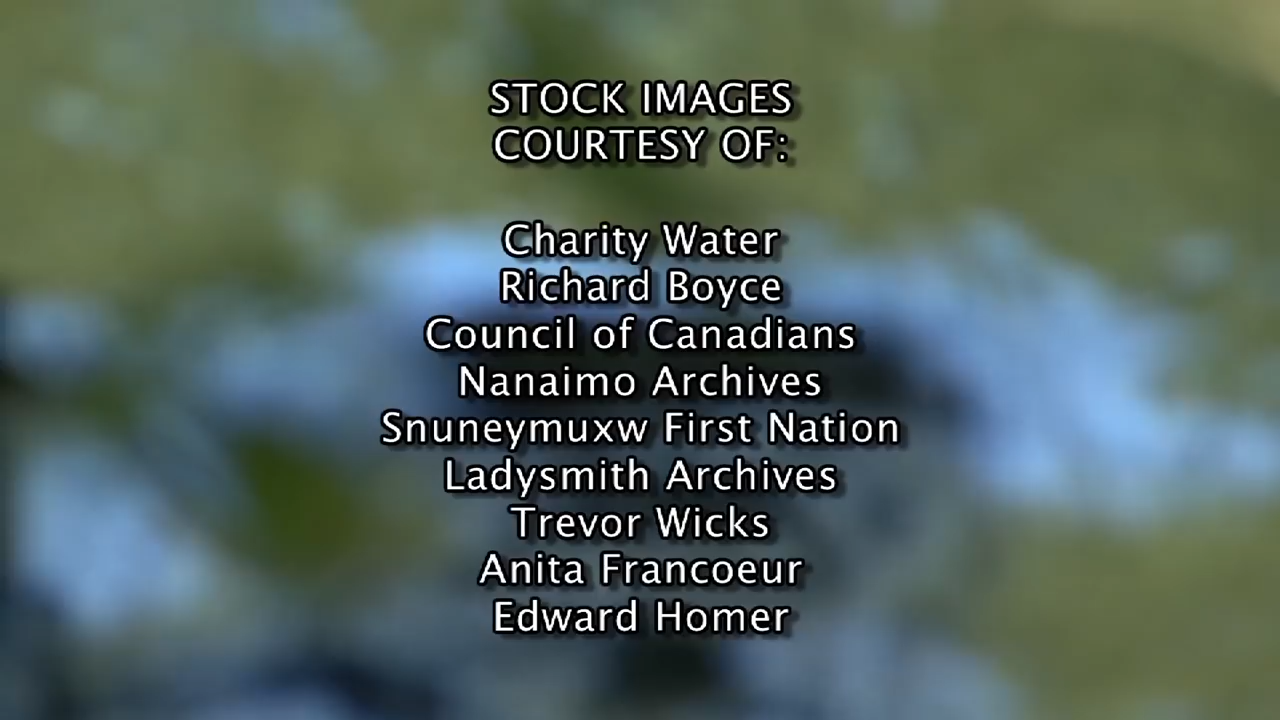 STOCK IMAGES
COURTESY OF:
Charity Water
Richard Boyce
Council of Canadians
Nanaimo Archives
Snuneymuxw First Nation
Ladysmith Archives
Trevor Wicks
Anita Francoeur
Edward Homer